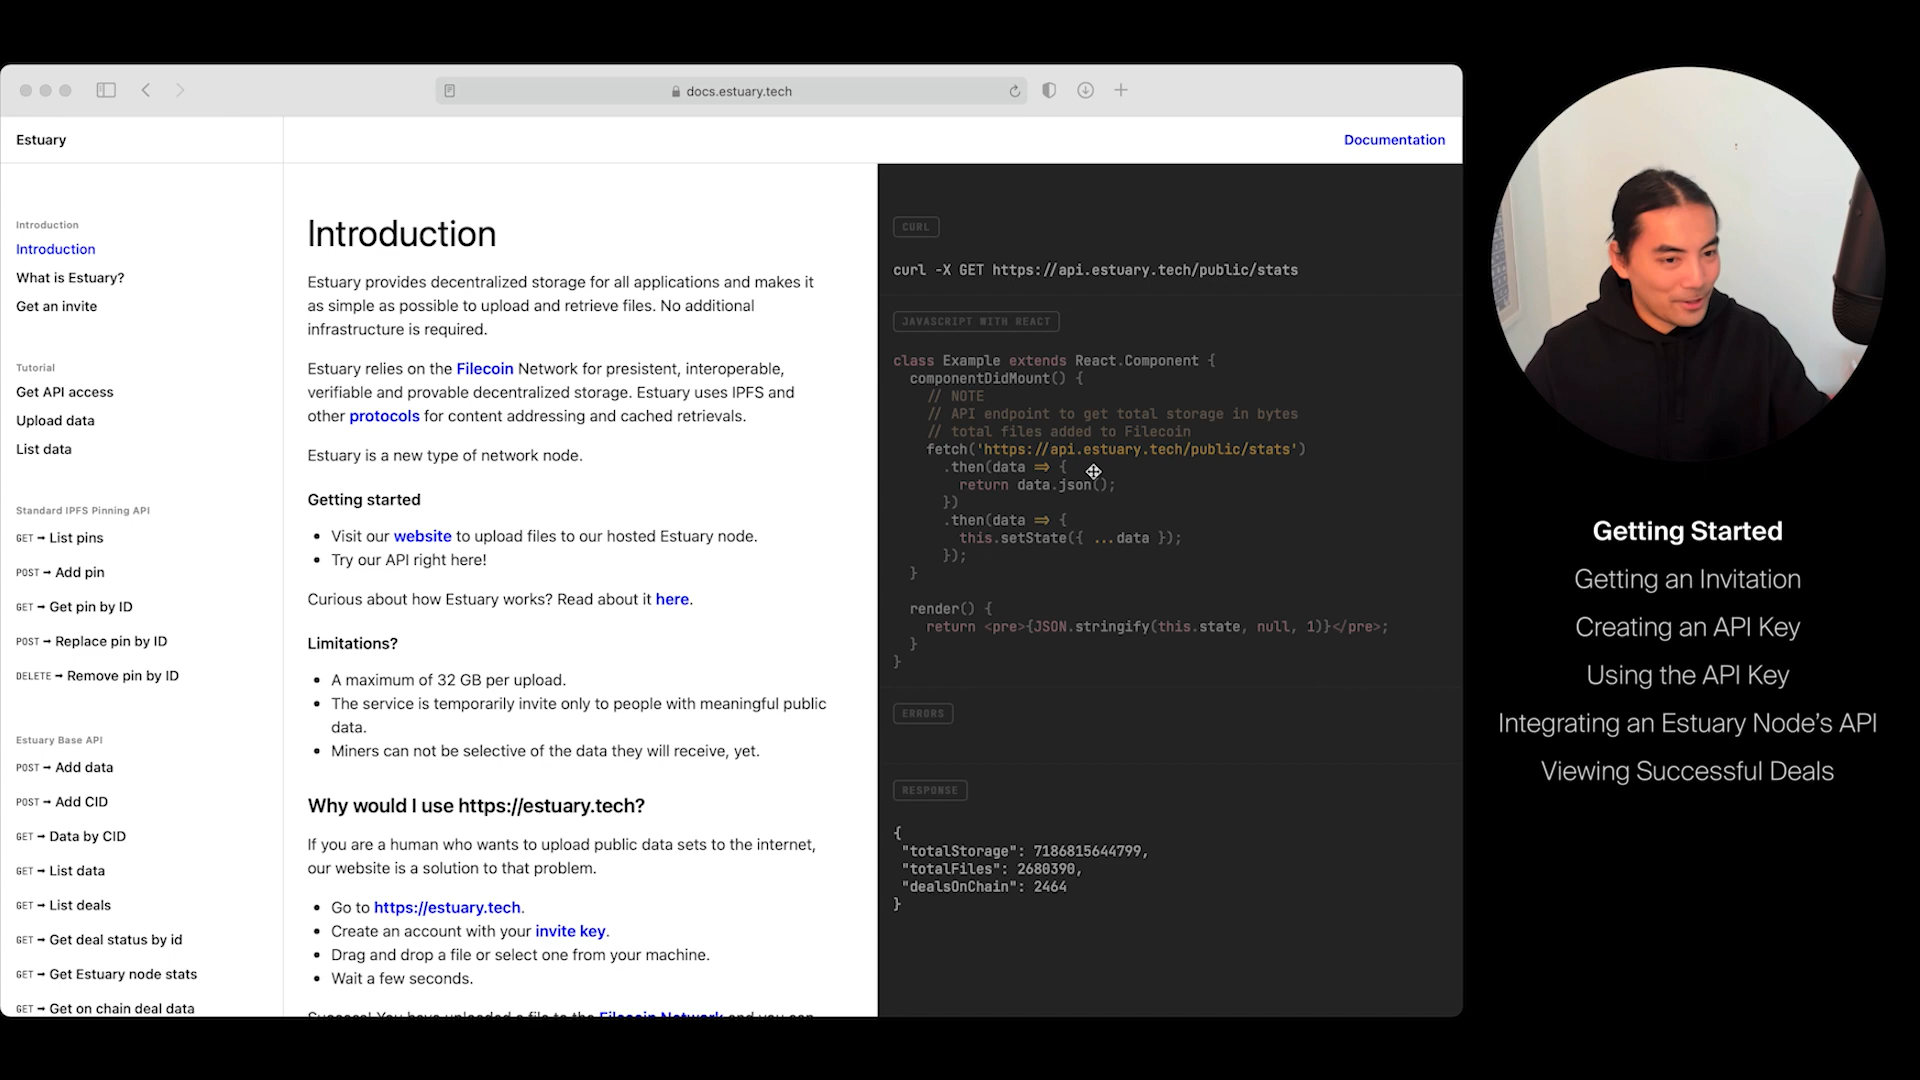 docs.estuary.tech
Estuary
Documentation
Introduction
Introduction
What is Estuary?
Get an invite
Tutorial
Get API access
Upload data
List data
Standard IPFS Pinning API
GET → List pins
POST → Add pin
GET → Get pin by ID
POST → Replace pin by ID
DELETE → Remove pin by ID
Estuary Base API
POST → Add data
POST → Add CID
GET → Data by CID
GET → List data
GET → List deals
GET → Get deal status by id
GET → Get Estuary node stats
GET → Get on chain deal data
Introduction
Estuary provides decentralized storage for all applications and makes it
as simple as possible to upload and retrieve files. No additional
infrastructure is required.
Estuary relies on the Filecoin Network for presistent, interoperable,
verifiable and provable decentralized storage. Estuary uses IPFS and
other protocols for content addressing and cached retrievals.
Estuary is a new type of network node.
Getting started
• Visit our website to upload files to our hosted Estuary node.
• Try our API right here!
Curious about how Estuary works? Read about it here.
Limitations?
• A maximum of 32 GB per upload.
• The service is temporarily invite only to people with meaningful public
data.
• Miners can not be selective of the data they will receive, yet.
Why would I use https://estuary.tech?
If you are a human who wants to upload public data sets to the internet,
our website is a solution to that problem.
• Go to https://estuary.tech.
• Create an account with your invite key.
• Drag and drop a file or select one from your machine.
• Wait a few seconds.
Success! You have uploaded a file to the Filecoin Network and you can
CURL
curl -X GET https://api.estuary.tech/public/stats
JAVASCRIPT WITH REACT
class Example extends React.Component {
componentDidMount() {
// NOTE
// API endpoint to get total storage in bytes
// total files added to Filecoin
fetch('https://api.estuary.tech/public/stats')
.then(data => {
return data.json();
})
.then(data => {
this.setState({ ...data });
});
}
render() {
return <pre>{JSON.stringify(this.state, null, 1)}</pre>;
}
}
ERRORS
RESPONSE
{
"totalStorage": 7186815644799,
"totalFiles": 2680390,
"dealsOnChain": 2464
}
Getting Started
Getting an Invitation
Creating an API Key
Using the API Key
Integrating an Estuary Node's API
Viewing Successful Deals